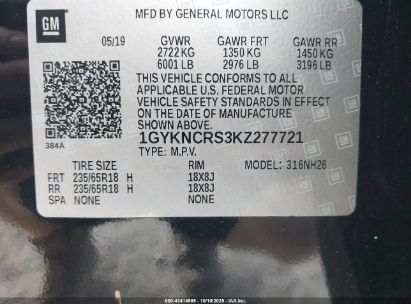 GM
MFD BY GENERAL MOTORS LLC
05/19 GVWR GAWR FRT GAWR RR
2722 KG 1350 KG 1450 KG
6001 LB 2976 LB 3196 LB
THIS VEHICLE CONFORMS TO ALL
APPLICABLE U.S. FEDERAL MOTOR
VEHICLE SAFETY STANDARDS IN EFFECT
ON THE DATE OF MANUFACTURE
SHOWN ABOVE.
384A
1GYKNCRS3KZ277721
TYPE: M.P.V. MODEL: 316NH26
TIRE SIZE RIM
FRT 235/65R18 H 18X8J
RR 235/65R18 H 18X8J
SPA NONE NONE